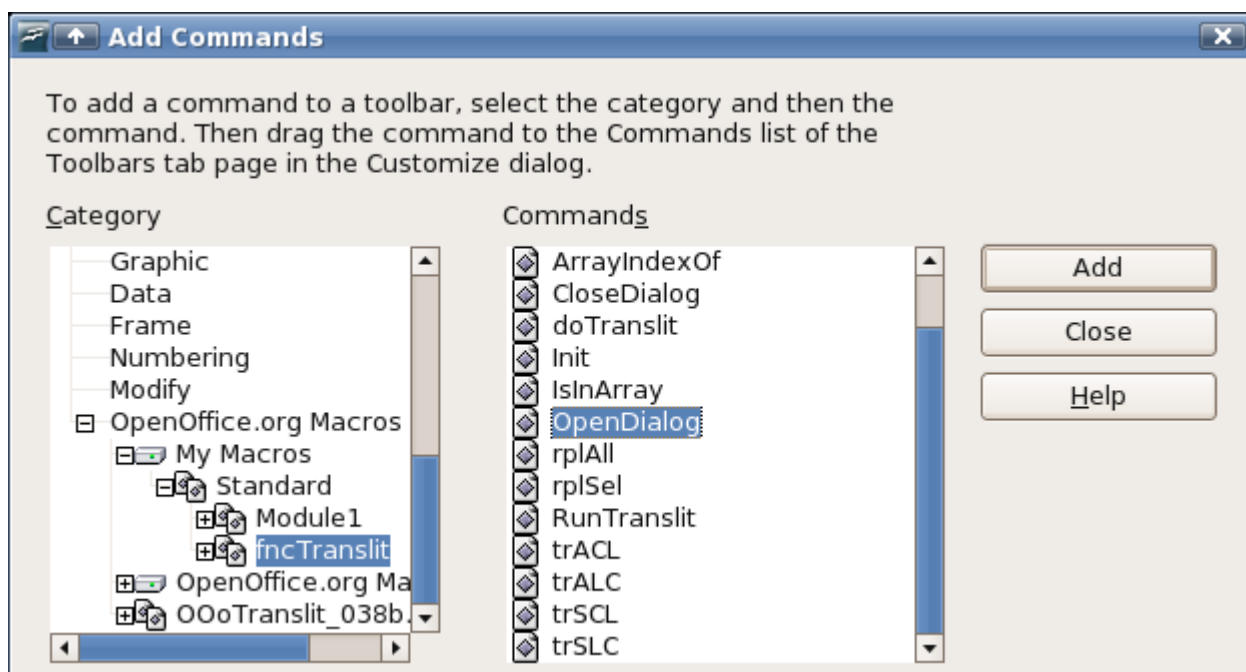 Add Commands
To add a command to a toolbar, select the category and then the
command. Then drag the command to the Commands list of the
Toolbars tab page in the Customize dialog.
Category
Graphic
Data
Frame
Numbering
Modify
OpenOffice.org Macros
My Macros
Standard
Module1
fncTranslit
OpenOffice.org Ma
OOoTranslit_038b.
Commands
ArrayIndexOf
CloseDialog
doTranslit
Init
IsInArray
OpenDialog
rplAll
rplSel
RunTranslit
trACL
trALC
trSCL
trSLC
Add
Close
Help